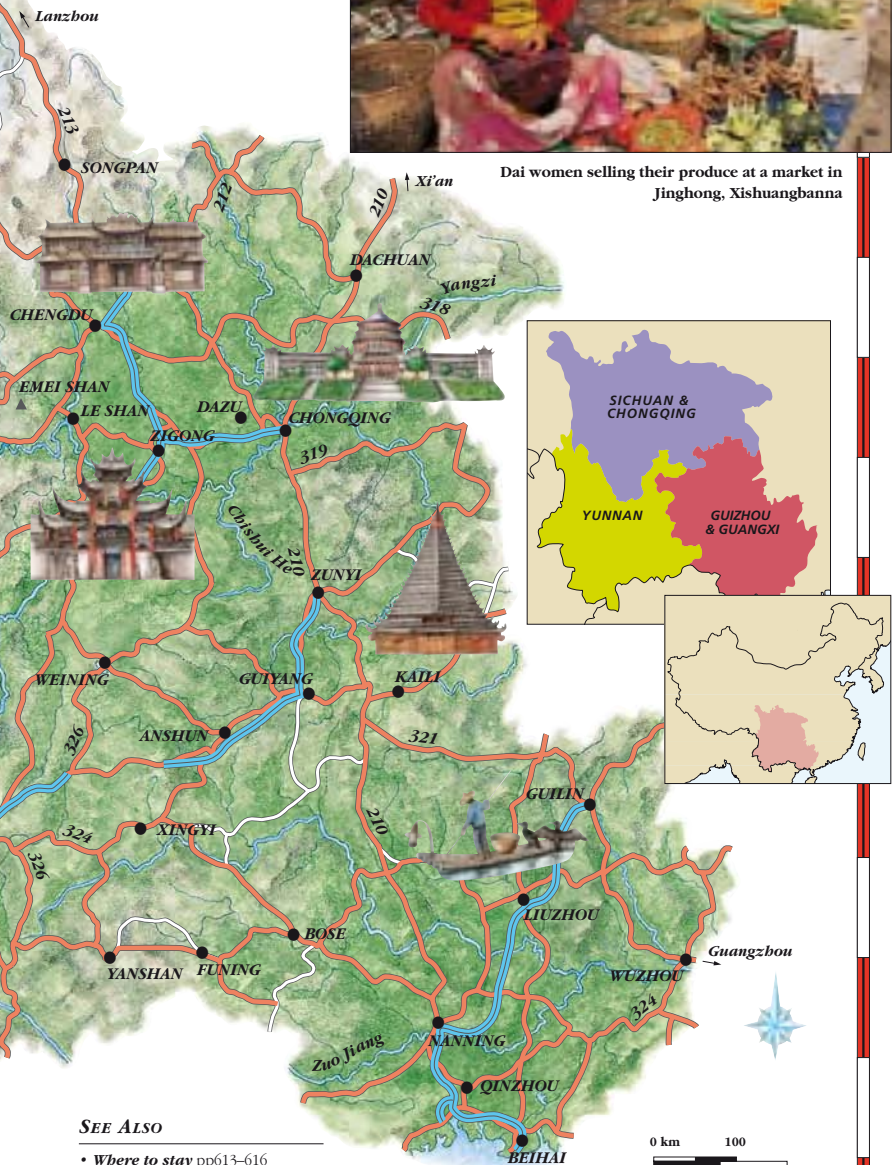 Lanzhou
213
SONGPAN
212
210
Xi'an
Dai women selling their produce at a market in
Jinghong, Xishuangbanna
DACHUAN
Yangzi
318
CHENGDU
EMEI SHAN
LE SHAN
DAZU
CHONGQING
ZIGONG
319
SICHUAN &
CHONGQING
YUNNAN
GUIZHOU
& GUANGXI
Chishui He
210
ZUNYI
WEINING
GUIYANG
KAILI
ANSHUN
326
321
GUILIN
XINGYI
324
326
210
LIUZHOU
BOSE
YANSHAN
FUNING
Guangzhou
WUZHOU
324
NANNING
Zuo Jiang
QINZHOU
BEIHAI
SEE ALSO
• Where to stay pp613–616
0 km 100